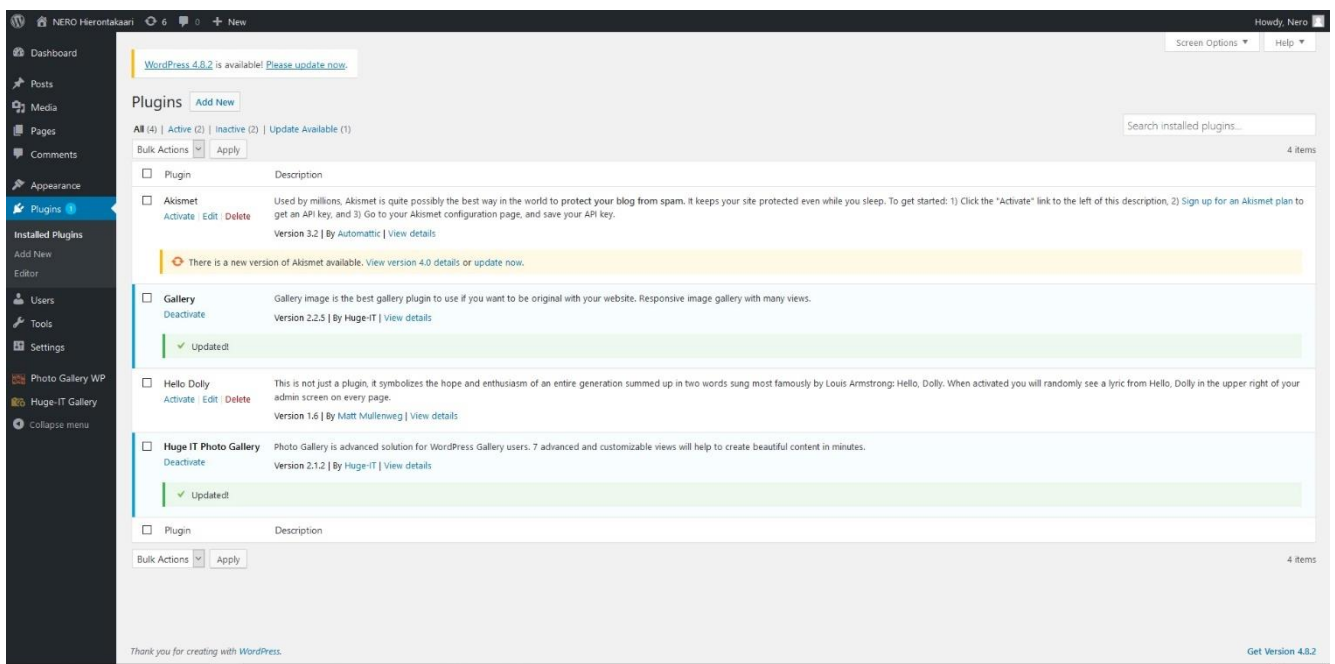 NERO Hierontakaari 6 0 + New Howdy, Nero
Screen Options Help
Dashboard
Posts
Media
Pages
Comments
Appearance
Plugins 1
Installed Plugins
Add New
Editor
Users
Tools
Settings
Photo Gallery WP
Huge-IT Gallery
Collapse menu
WordPress 4.8.2 is available! Please update now.
Plugins Add New
All (4) | Active (2) | Inactive (2) | Update Available (1)
Search installed plugins...
Bulk Actions Apply 4 items
Plugin Description
Akismet
Activate | Edit | Delete
Used by millions, Akismet is quite possibly the best way in the world to protect your blog from spam. It keeps your site protected even while you sleep. To get started: 1) Click the "Activate" link to the left of this description, 2) Sign up for an Akismet plan to
get an API key, and 3) Go to your Akismet configuration page, and save your API key.
Version 3.2 | By Automattic | View details
There is a new version of Akismet available. View version 4.0 details or update now.
Gallery
Deactivate
Gallery image is the best gallery plugin to use if you want to be original with your website. Responsive image gallery with many views.
Version 2.2.5 | By Huge-IT | View details
Updated!
Hello Dolly
Activate | Edit | Delete
This is not just a plugin, it symbolizes the hope and enthusiasm of an entire generation summed up in two words sung most famously by Louis Armstrong: Hello, Dolly. When activated you will randomly see a lyric from Hello, Dolly in the upper right of your
admin screen on every page.
Version 1.6 | By Matt Mullenweg | View details
Huge IT Photo Gallery
Deactivate
Photo Gallery is advanced solution for WordPress Gallery users. 7 advanced and customizable views will help to create beautiful content in minutes.
Version 2.1.2 | By Huge-IT | View details
Updated!
Plugin Description
Bulk Actions Apply 4 items
Thank you for creating with WordPress. Get Version 4.8.2